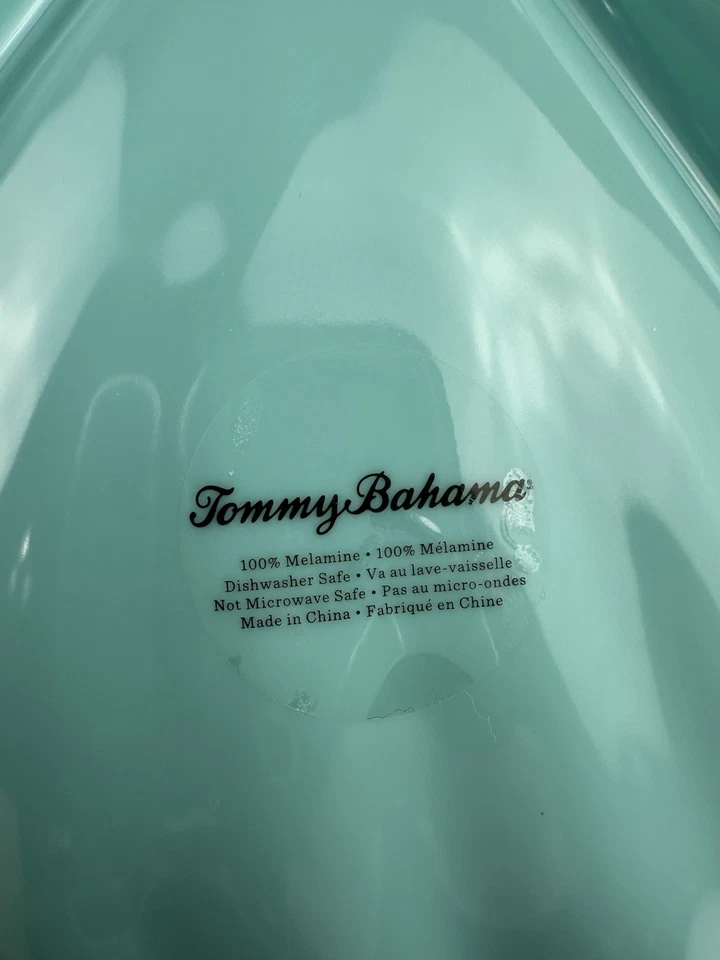 Tommy Bahama®
100% Melamine • 100% Mélamine
Dishwasher Safe • Va au lave-vaisselle
Not Microwave Safe • Pas au micro-ondes
Made in China • Fabriqué en Chine